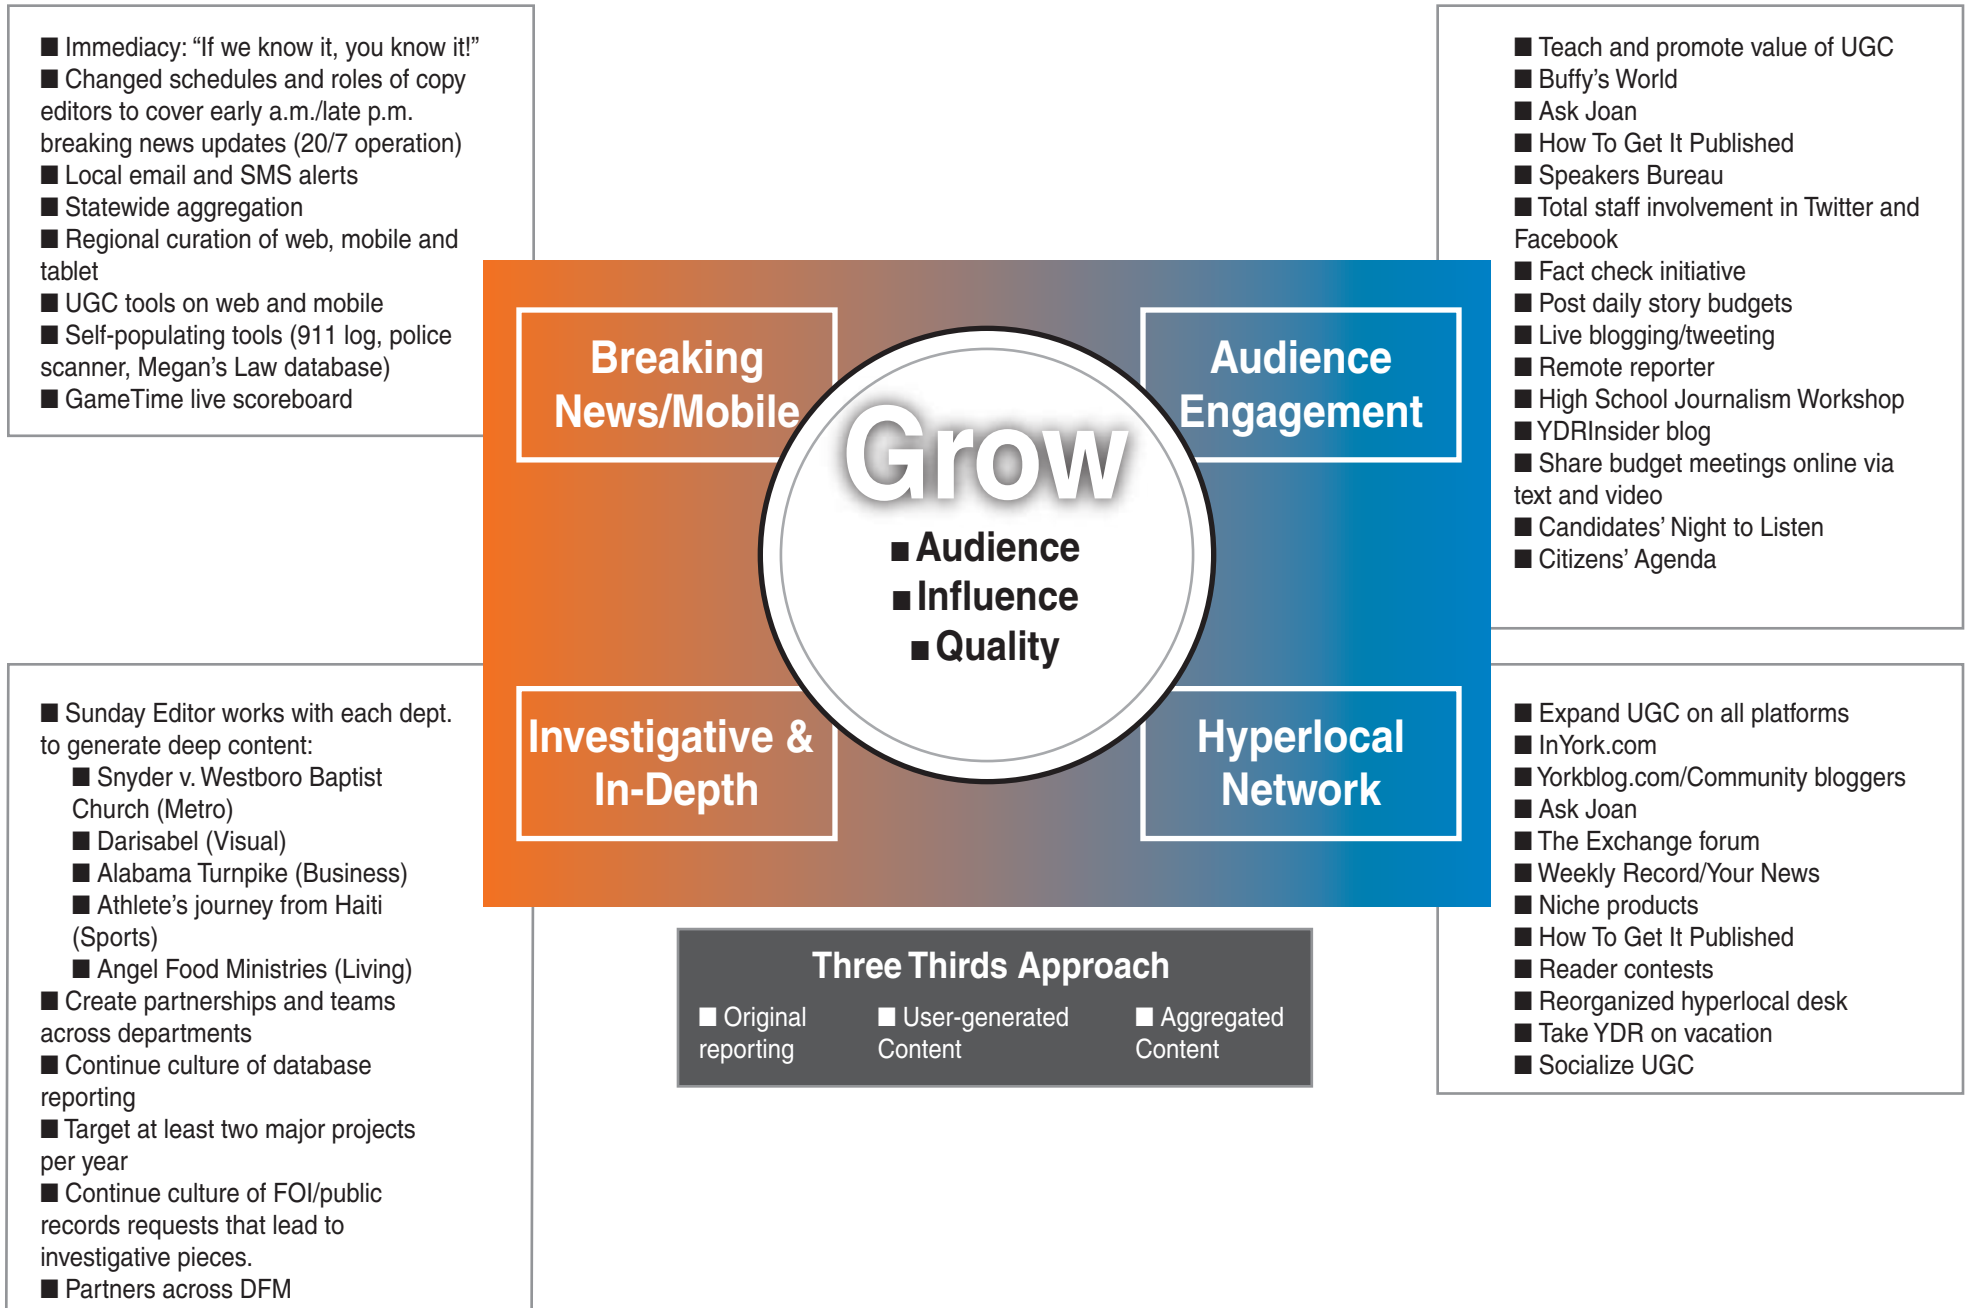 ■ Immediacy: “If we know it, you know it!”
■ Changed schedules and roles of copy
editors to cover early a.m./late p.m.
breaking news updates (20/7 operation)
■ Local email and SMS alerts
■ Statewide aggregation
■ Regional curation of web, mobile and
tablet
■ UGC tools on web and mobile
■ Self-populating tools (911 log, police
scanner, Megan’s Law database)
■ GameTime live scoreboard
■ Teach and promote value of UGC
■ Buffy’s World
■ Ask Joan
■ How To Get It Published
■ Speakers Bureau
■ Total staff involvement in Twitter and
Facebook
■ Fact check initiative
■ Post daily story budgets
■ Live blogging/tweeting
■ Remote reporter
■ High School Journalism Workshop
■ YDRInsider blog
■ Share budget meetings online via
text and video
■ Candidates’ Night to Listen
■ Citizens’ Agenda
Breaking
News/Mobile
Audience
Engagement
Grow
■ Audience
■ Influence
■ Quality
Investigative &
In-Depth
Hyperlocal
Network
■ Sunday Editor works with each dept.
to generate deep content:
■ Snyder v. Westboro Baptist
Church (Metro)
■ Darisabel (Visual)
■ Alabama Turnpike (Business)
■ Athlete’s journey from Haiti
(Sports)
■ Angel Food Ministries (Living)
■ Create partnerships and teams
across departments
■ Continue culture of database
reporting
■ Target at least two major projects
per year
■ Continue culture of FOI/public
records requests that lead to
investigative pieces.
■ Partners across DFM
Three Thirds Approach
■ Original
reporting
■ User-generated
Content
■ Aggregated
Content
■ Expand UGC on all platforms
■ InYork.com
■ Yorkblog.com/Community bloggers
■ Ask Joan
■ The Exchange forum
■ Weekly Record/Your News
■ Niche products
■ How To Get It Published
■ Reader contests
■ Reorganized hyperlocal desk
■ Take YDR on vacation
■ Socialize UGC